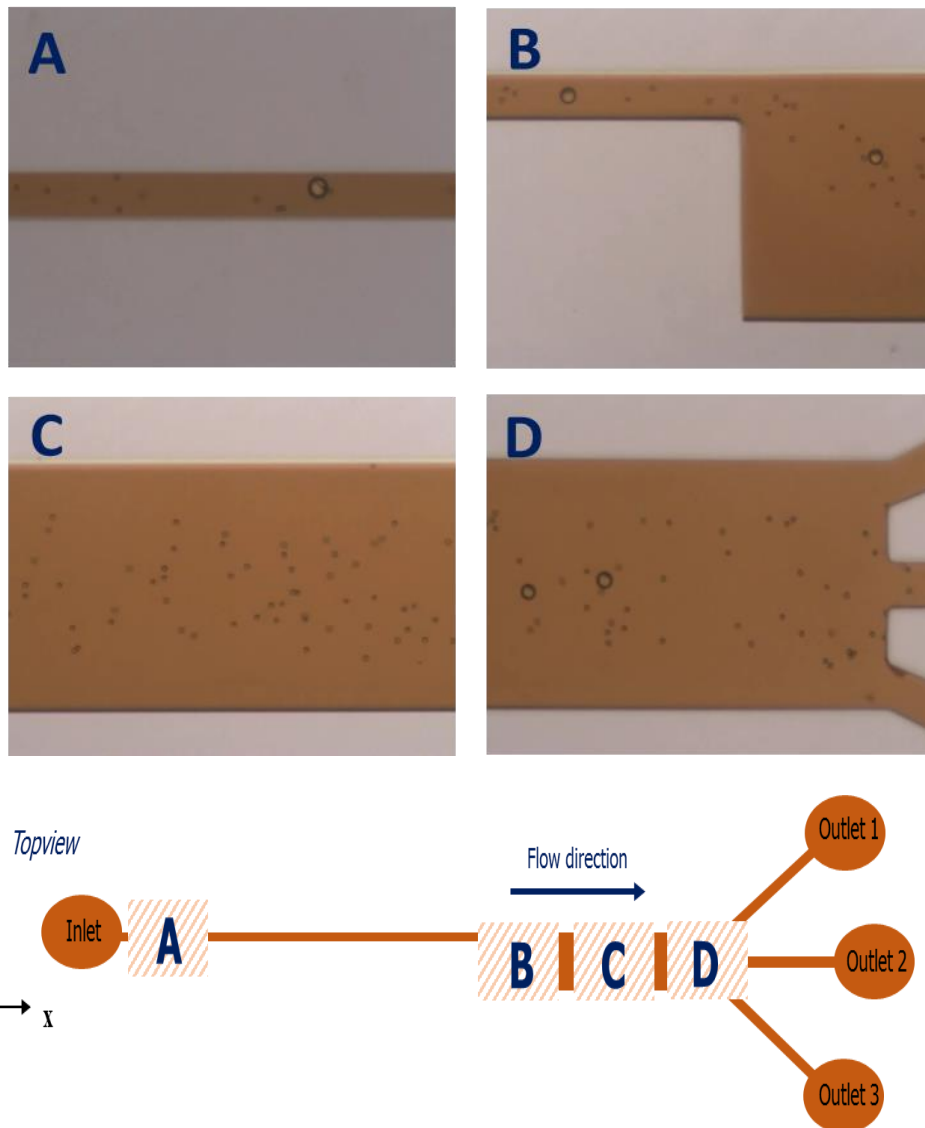 A
B
C
D
Topview
Flow direction
Outlet 1
Inlet
A
B
C
D
Outlet 2
x
Outlet 3